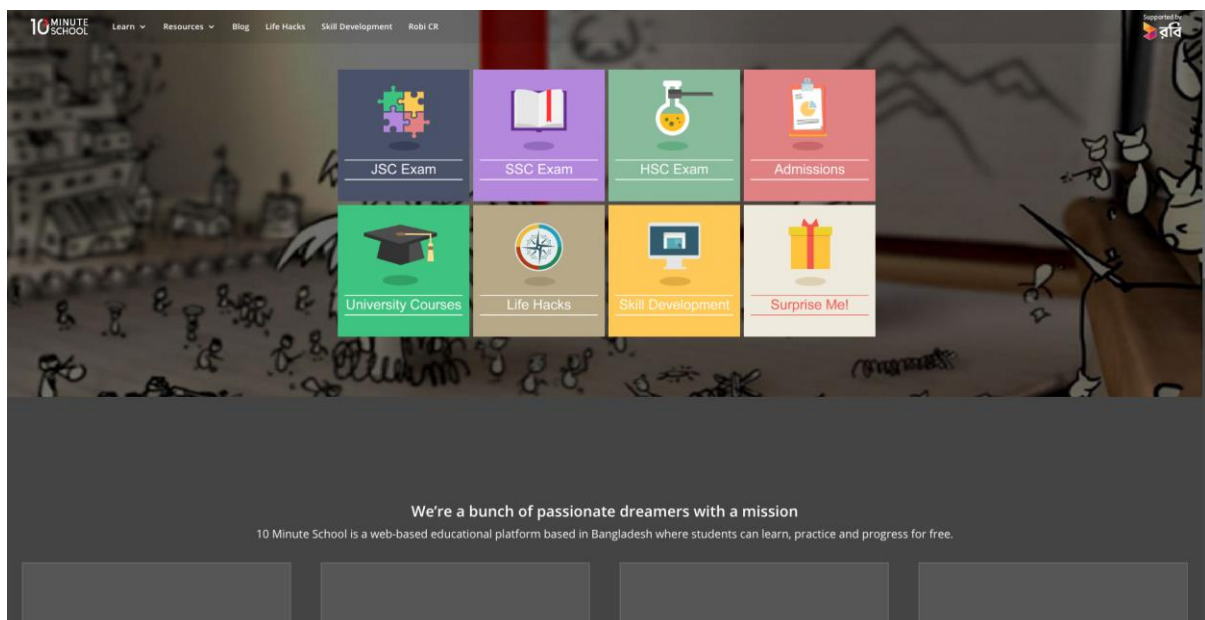 10 MINUTE SCHOOL
Learn Resources Blog Life Hacks Skill Development Robi CR
Supported by
রবি
JSC Exam SSC Exam HSC Exam Admissions
University Courses Life Hacks Skill Development Surprise Me!
We're a bunch of passionate dreamers with a mission
10 Minute School is a web-based educational platform based in Bangladesh where students can learn, practice and progress for free.